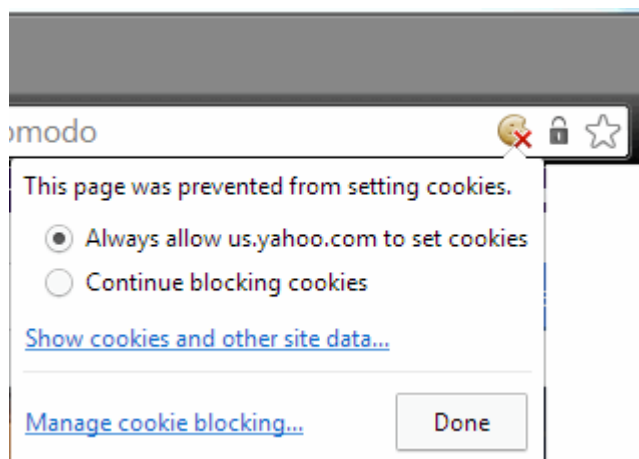 omodo
This page was prevented from setting cookies.
Always allow us.yahoo.com to set cookies
Continue blocking cookies
Show cookies and other site data...
Manage cookie blocking...
Done